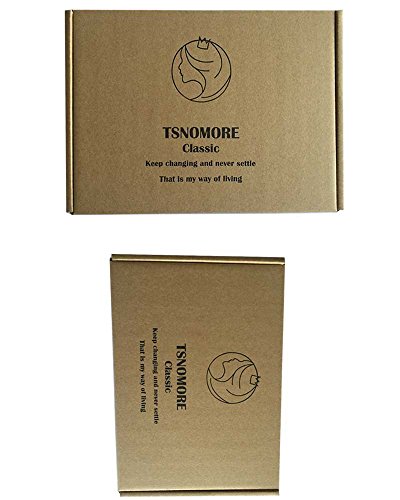 TSNOMORE
Classic
Keep changing and never settle
That is my way of living
TSNOMORE
Classic
Keep changing and never settle
That is my way of living